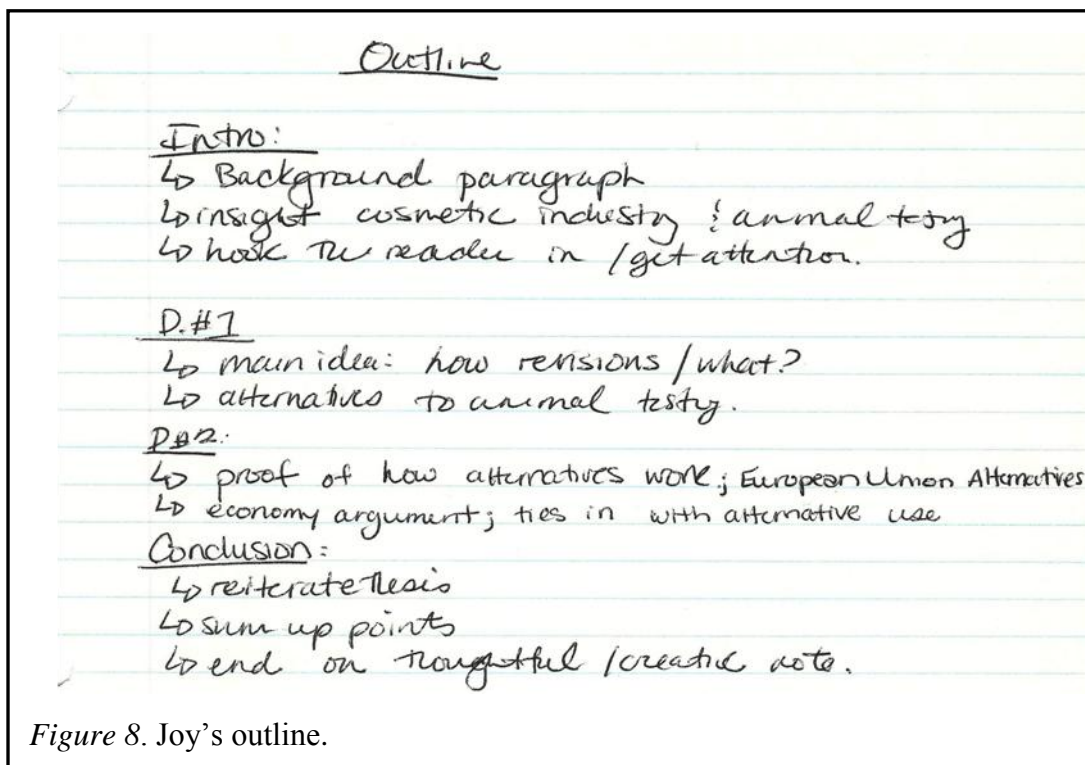 Outline
Intro:
↳ Background paragraph
↳ insight cosmetic industry & animal testing
↳ hook the reader in / get attention.
D.#1
↳ main idea: how revisions / what?
↳ alternatives to animal testing.
D#2:
↳ proof of how alternatives work; European Union Alternatives
↳ economy argument; ties in with alternative use
Conclusion:
↳ reiterate thesis
↳ sum up points
↳ end on thoughtful / creative note.
Figure 8. Joy's outline.